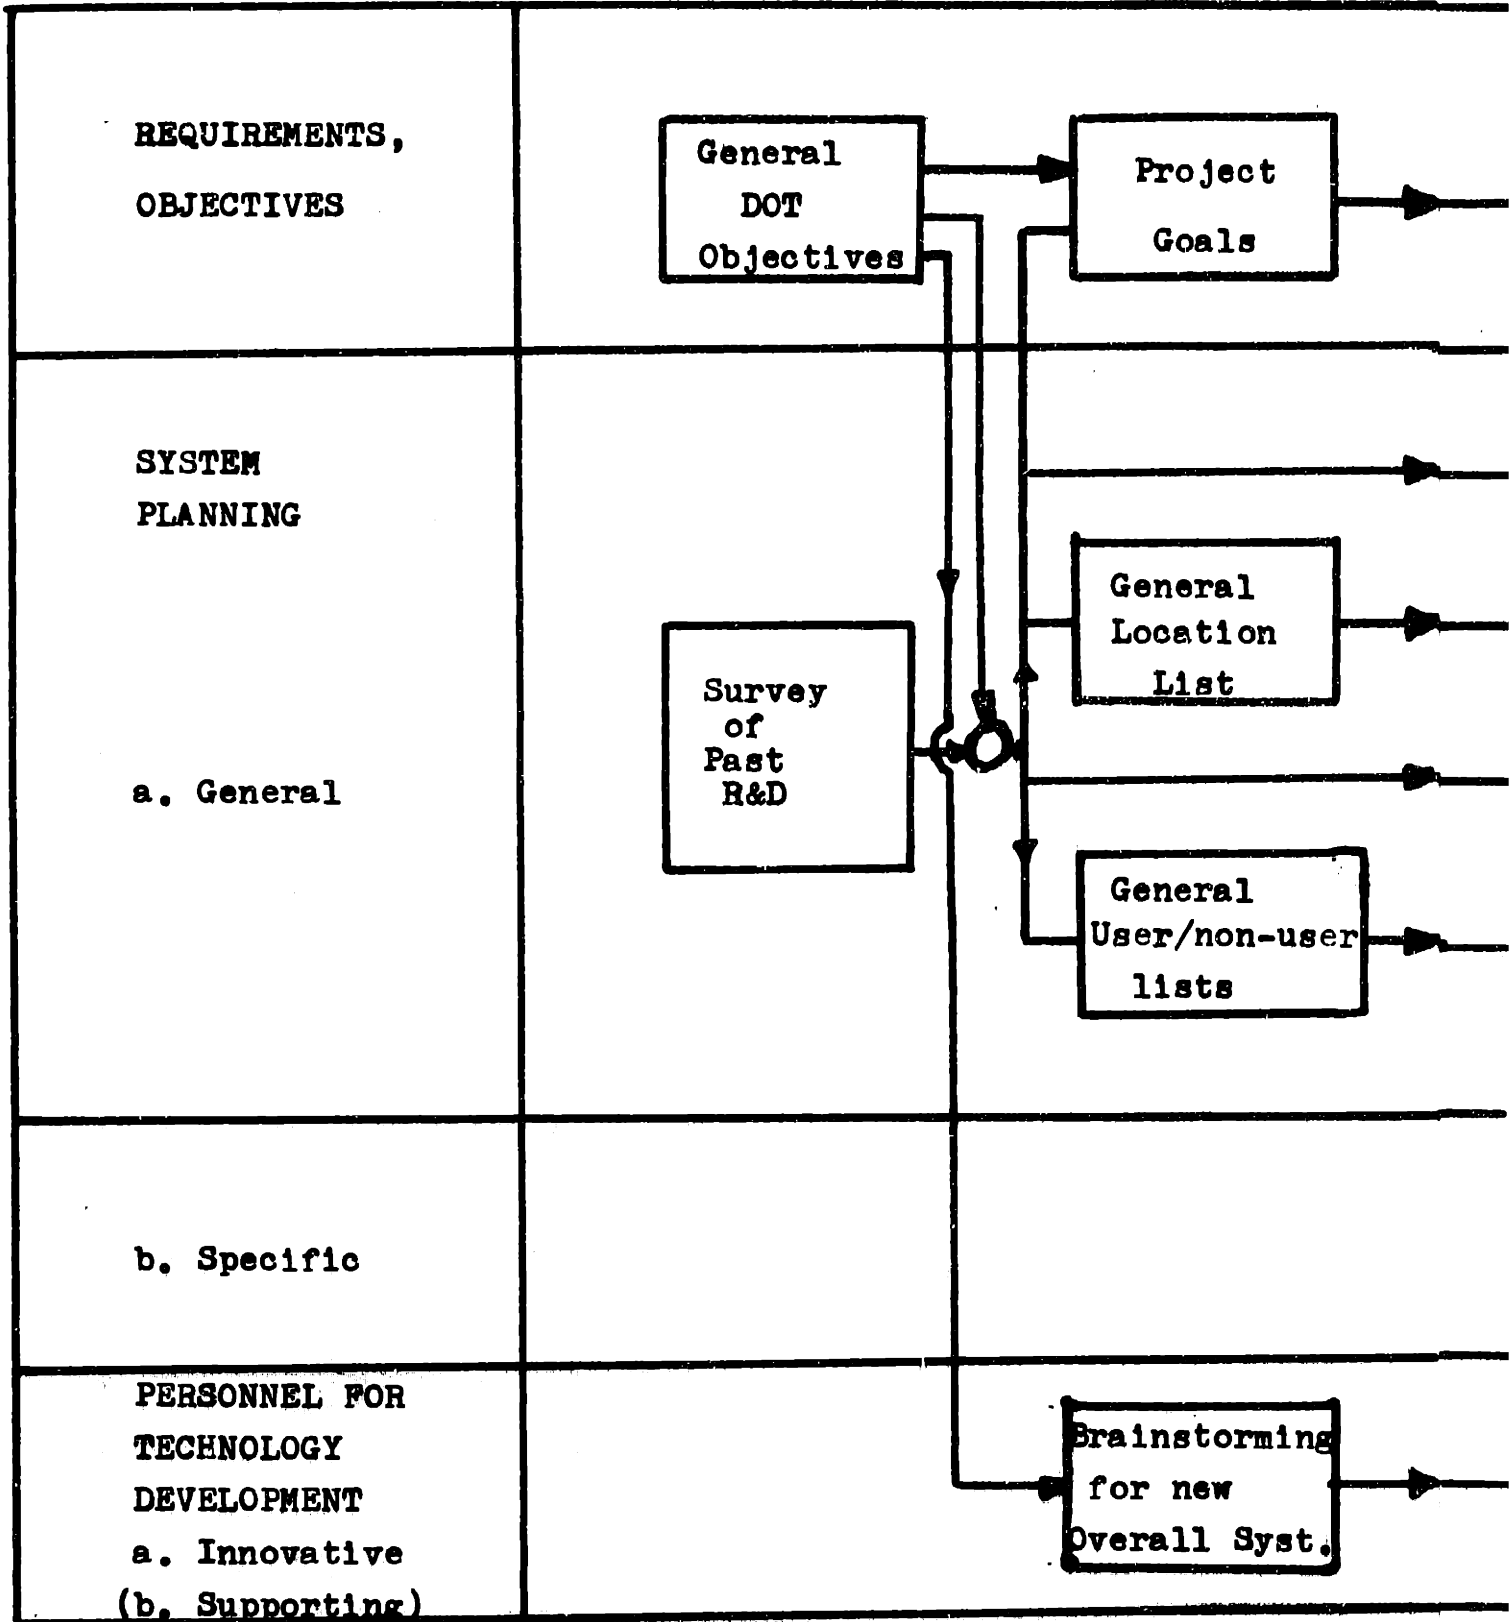 REQUIREMENTS,
OBJECTIVES
General
DOT
Objectives
Project
Goals
SYSTEM
PLANNING
a. General
Survey
of
Past
R&D
General
Location
List
General
User/non-user
lists
b. Specific
PERSONNEL FOR
TECHNOLOGY
DEVELOPMENT
a. Innovative
(b. Supporting)
Brainstorming
for new
Overall Syst.